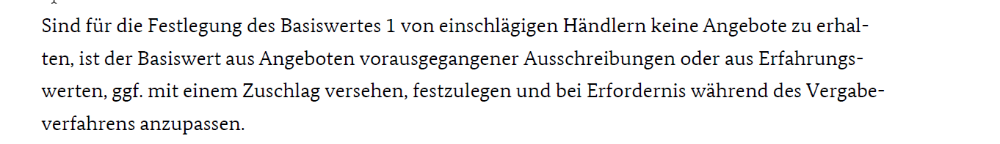 Sind für die Festlegung des Basiswertes 1 von einschlägigen Händlern keine Angebote zu erhal-
ten, ist der Basiswert aus Angeboten vorausgegangener Ausschreibungen oder aus Erfahrungs-
werten, ggf. mit einem Zuschlag versehen, festzulegen und bei Erfordernis während des Vergabe-
verfahrens anzupassen.